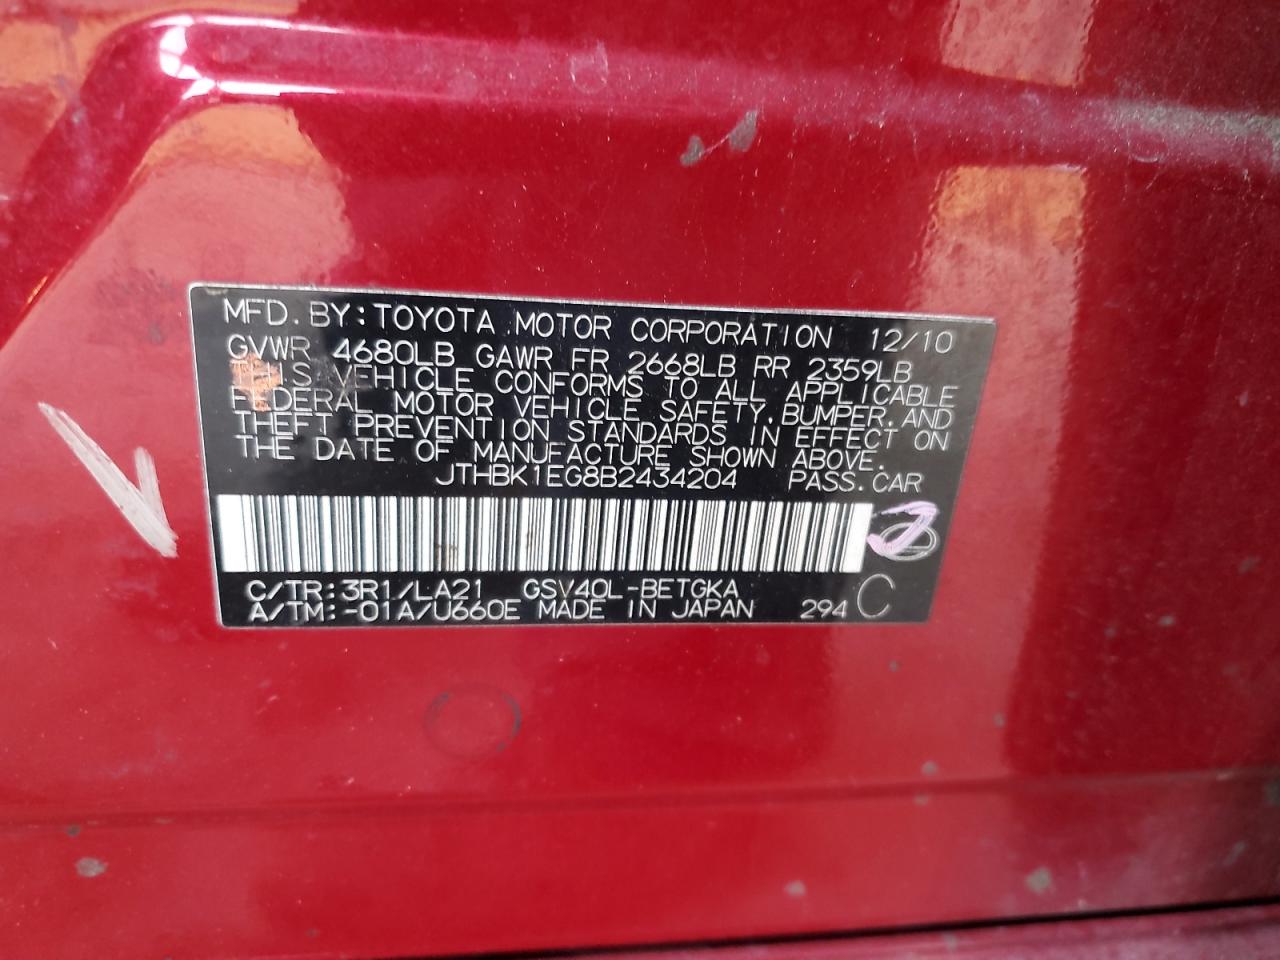 MFD. BY: TOYOTA MOTOR CORPORATION 12/10
GVWR 4680LB GAWR FR 2668LB RR 2359LB
THIS VEHICLE CONFORMS TO ALL APPLICABLE
FEDERAL MOTOR VEHICLE SAFETY, BUMPER, AND
THEFT PREVENTION STANDARDS IN EFFECT ON
THE DATE OF MANUFACTURE SHOWN ABOVE.
JTHBK1EG8B2434204 PASS. CAR
C/TR:3R1/LA21 GSV40L-BETGKA
A/TM:-01A/U660E MADE IN JAPAN 294 C